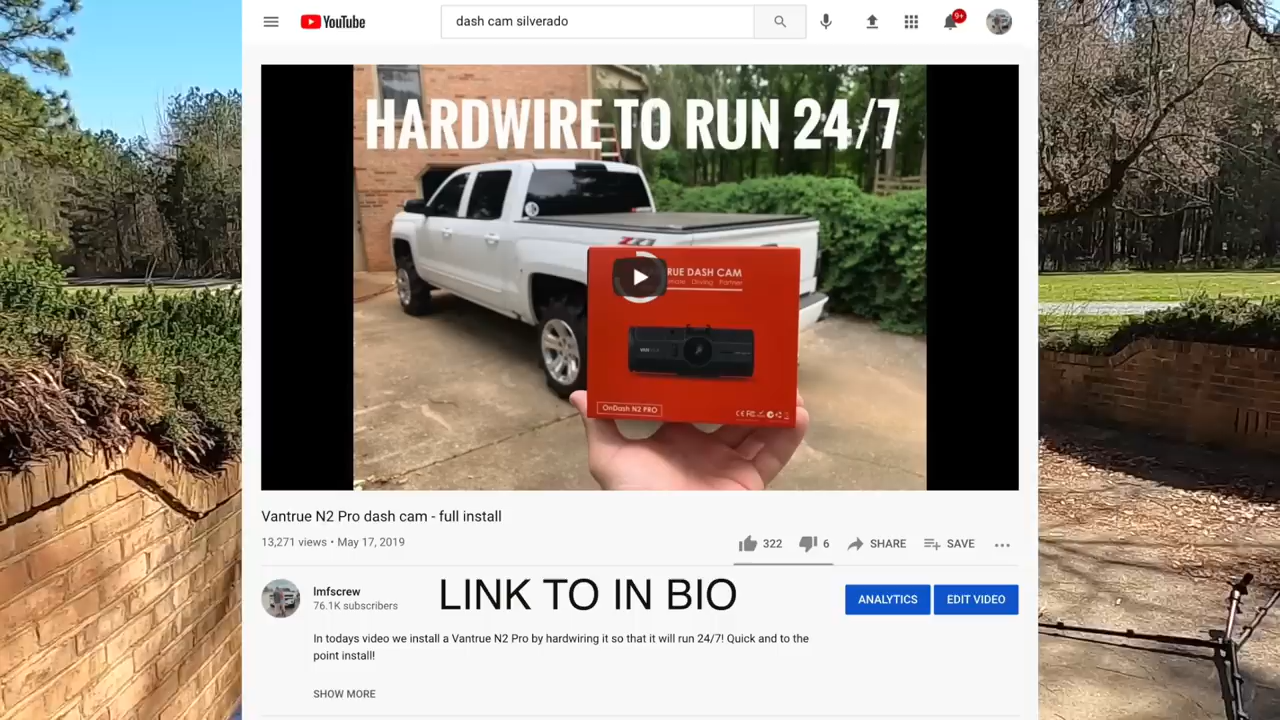 YouTube
dash cam silverado
9+
HARDWIRE TO RUN 24/7
Z71
RUE DASH CAM
Driving Partner
OnDash N2 PRO
Vantrue N2 Pro dash cam - full install
13,271 views • May 17, 2019
322
6
SHARE
SAVE
lmfscrew
76.1K subscribers
LINK TO IN BIO
ANALYTICS
EDIT VIDEO
In todays video we install a Vantrue N2 Pro by hardwiring it so that it will run 24/7! Quick and to the
point install!
SHOW MORE